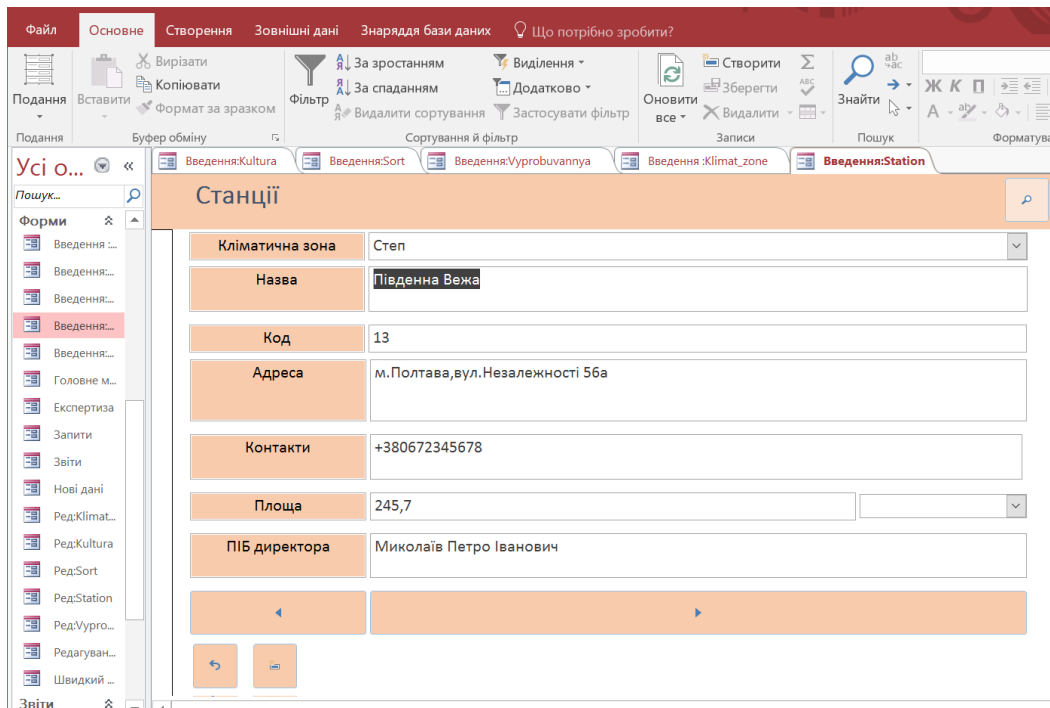 Файл Основне Створення Зовнішні дані Знаряддя бази даних Що потрібно зробити?
Подання
Вставити
Вирізати
Копіювати
Формат за зразком
Фільтр
За зростанням
За спаданням
Видалити сортування
Виділення
Додатково
Застосувати фільтр
Оновити
все
Створити
Зберегти
Видалити
Знайти
Ж К П
Подання Буфер обміну Сортування й фільтр Записи Пошук Форматува
Усі о... «
Пошук...
Форми
Введення :...
Введення:...
Введення:...
Введення:...
Введення:...
Головне м...
Експертиза
Запити
Звіти
Нові дані
Ред:Klimat...
Ред:Kultura
Ред:Sort
Ред:Station
Ред:Vypro...
Редагуван...
Швидкий ...
Звіти
Введення:Kultura Введення:Sort Введення:Vyprobuvannya Введення :Klimat_zone Введення:Station
Станції
Кліматична зона Степ
Назва Південна Вежа
Код 13
Адреса м.Полтава,вул.Незалежності 56а
Контакти +380672345678
Площа 245,7
ПІБ директора Миколаїв Петро Іванович